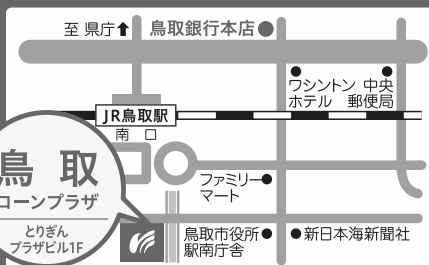 至 県庁
鳥取銀行本店
ワシントン
ホテル
中央
郵便局
JR鳥取駅
南 口
鳥 取
ローンプラザ
とりぎん
プラザビル1F
ファミリー
マート
鳥取市役所
駅南庁舎
新日本海新聞社